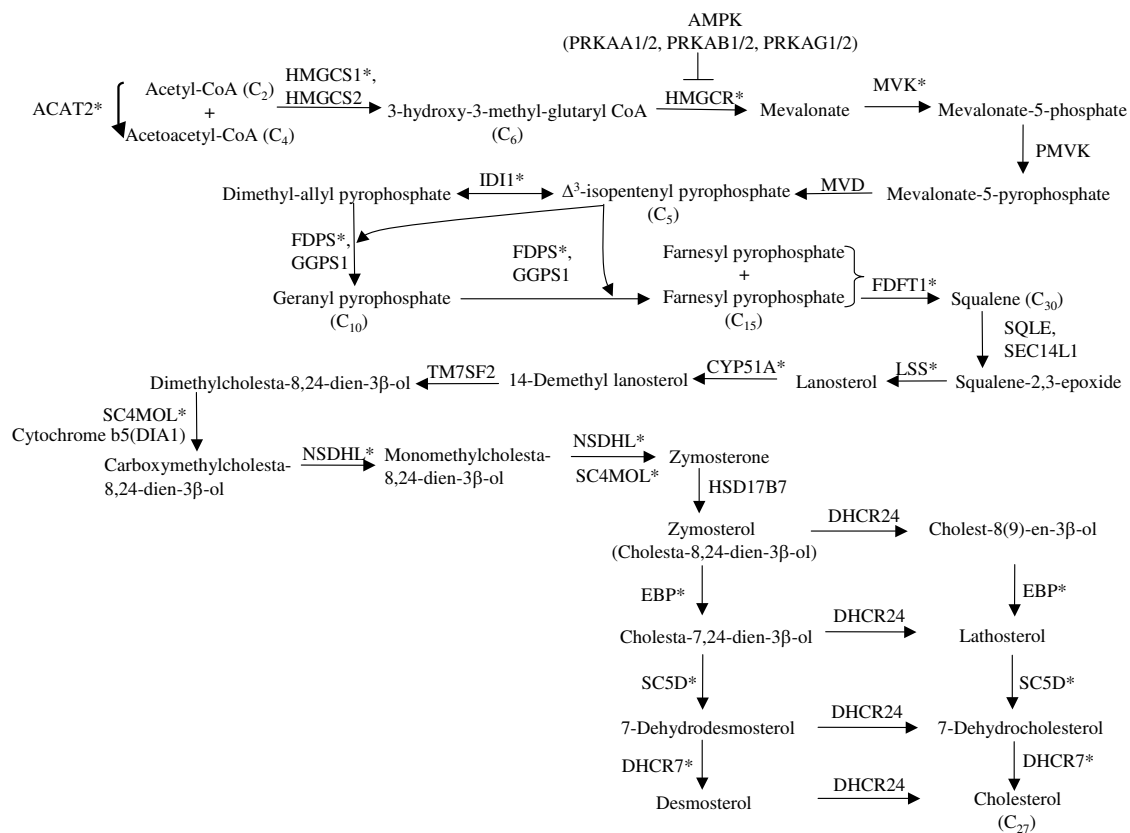 AMPK
(PRKAA1/2, PRKAB1/2, PRKAG1/2)
ACAT2*
Acetyl-CoA (C2)
+
Acetoacetyl-CoA (C4)
HMGCS1*,
HMGCS2
3-hydroxy-3-methyl-glutaryl CoA
(C6)
HMGCR*
Mevalonate
MVK*
Mevalonate-5-phosphate
PMVK
Dimethyl-allyl pyrophosphate
IDI1*
Δ³-isopentenyl pyrophosphate
(C5)
MVD
Mevalonate-5-pyrophosphate
FDPS*,
GGPS1
FDPS*,
GGPS1
Farnesyl pyrophosphate
+
Farnesyl pyrophosphate
(C15)
Geranyl pyrophosphate
(C10)
FDFT1*
Squalene (C30)
SQLE,
SEC14L1
Dimethylcholesta-8,24-dien-3β-ol
TM7SF2
14-Demethyl lanosterol
CYP51A*
Lanosterol
LSS*
Squalene-2,3-epoxide
SC4MOL*
Cytochrome b5(DIA1)
Carboxymethylcholesta-
8,24-dien-3β-ol
NSDHL*
Monomethylcholesta-
8,24-dien-3β-ol
NSDHL*
SC4MOL*
Zymosterone
HSD17B7
Zymosterol
(Cholesta-8,24-dien-3β-ol)
DHCR24
Cholest-8(9)-en-3β-ol
EBP*
EBP*
Cholesta-7,24-dien-3β-ol
DHCR24
Lathosterol
SC5D*
SC5D*
7-Dehydrodesmosterol
DHCR24
7-Dehydrocholesterol
DHCR7*
DHCR7*
Desmosterol
DHCR24
Cholesterol
(C27)